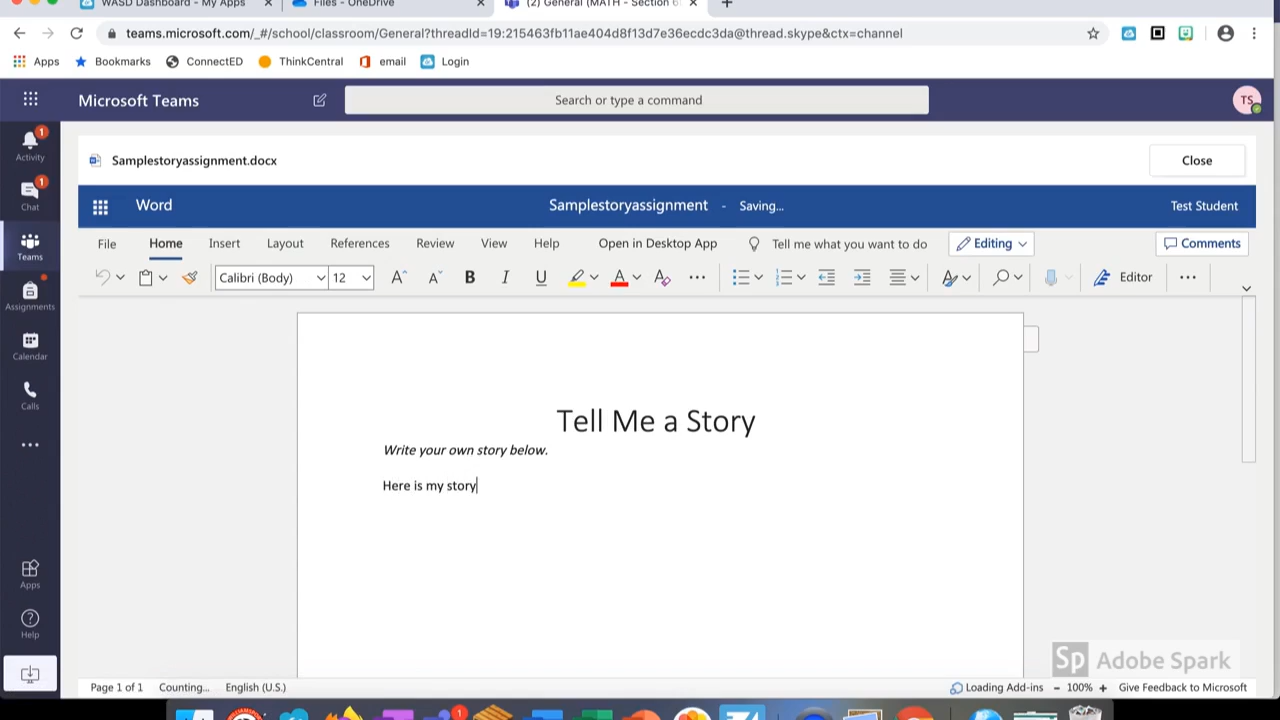 WASD Dashboard - My Apps
Files - OneDrive
(2) General (MATH - Section 6
teams.microsoft.com/_#/school/classroom/General?threadId=19:215463fb11ae404d8f13d7e36ecdc3da@thread.skype&ctx=channel
Apps Bookmarks ConnectED ThinkCentral email Login
Microsoft Teams
Search or type a command
TS
1
Activity
1
Chat
Teams
Assignments
Calendar
Calls
Apps
Help
Samplestoryassignment.docx
Close
Word
Samplestoryassignment - Saving...
Test Student
File Home Insert Layout References Review View Help Open in Desktop App Tell me what you want to do Editing Comments
Calibri (Body) 12 A A B I U A A Editor
Tell Me a Story
Write your own story below.
Here is my story
Sp Adobe Spark
Page 1 of 1 Counting... English (U.S.) Loading Add-ins - 100% + Give Feedback to Microsoft
1